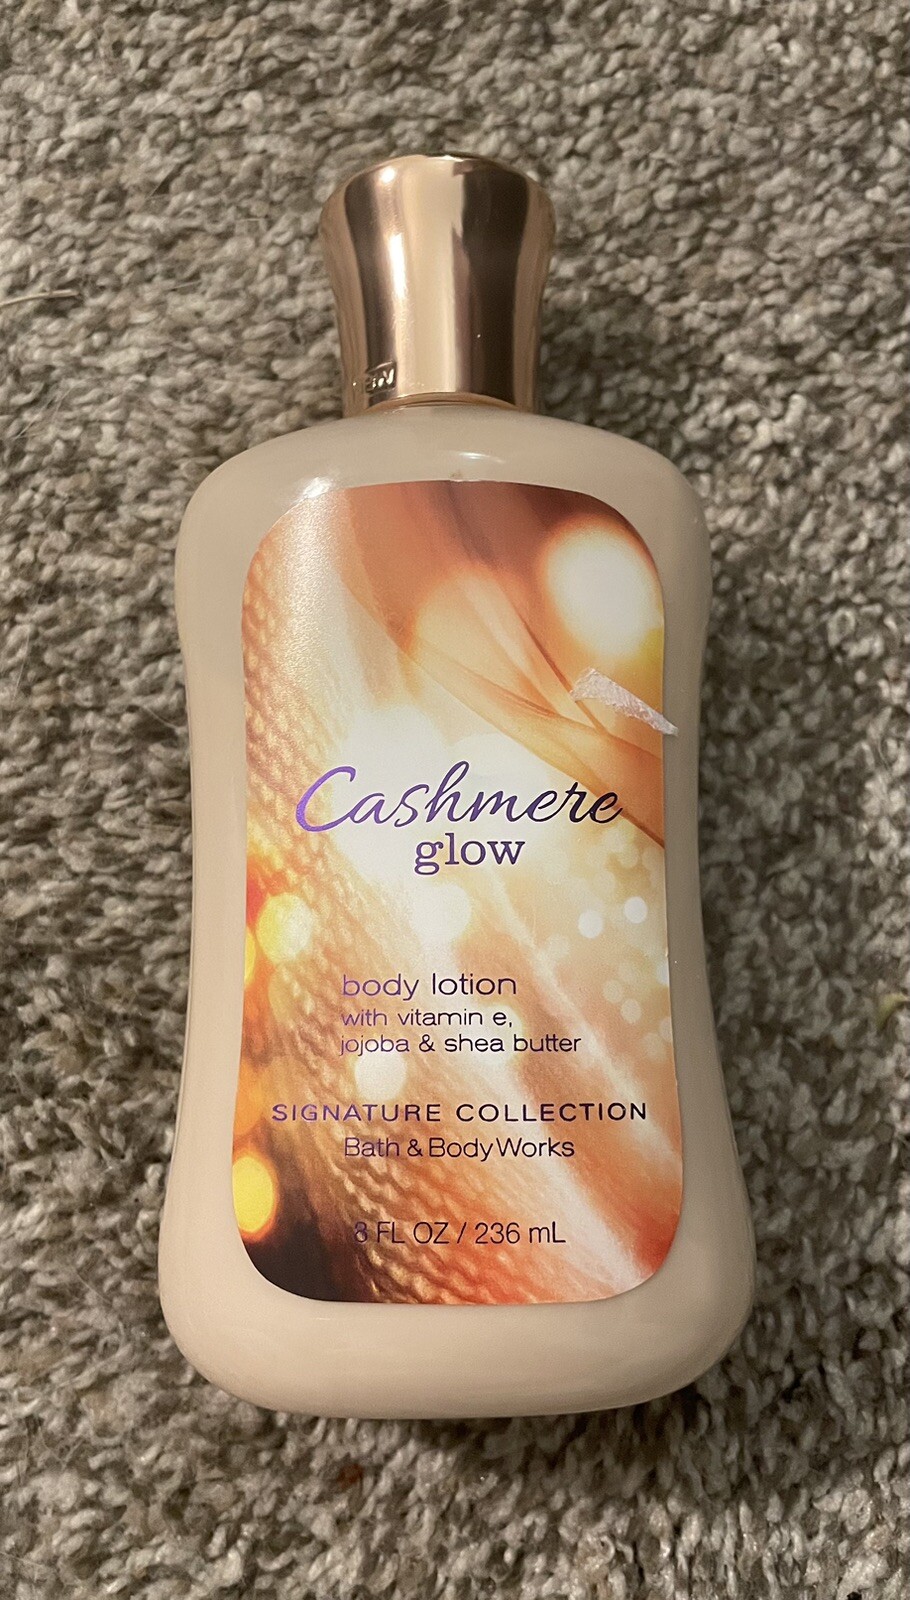 Cashmere
glow
body lotion
with vitamin e,
jojoba & shea butter
SIGNATURE COLLECTION
Bath & Body Works
8 FL OZ / 236 mL